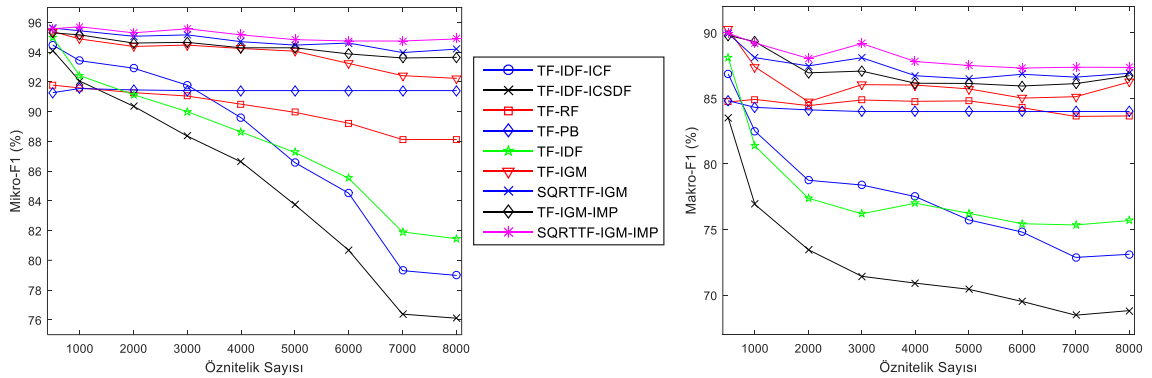 96
94
92
90
88
86
84
82
80
78
76
Mikro-F1 (%)
1000 2000 3000 4000 5000 6000 7000 8000
Öznitelik Sayısı
TF-IDF-ICF
TF-IDF-ICSDF
TF-RF
TF-PB
TF-IDF
TF-IGM
SQRTTF-IGM
TF-IGM-IMP
SQRTTF-IGM-IMP
90
85
80
75
70
Makro-F1 (%)
1000 2000 3000 4000 5000 6000 7000 8000
Öznitelik Sayısı